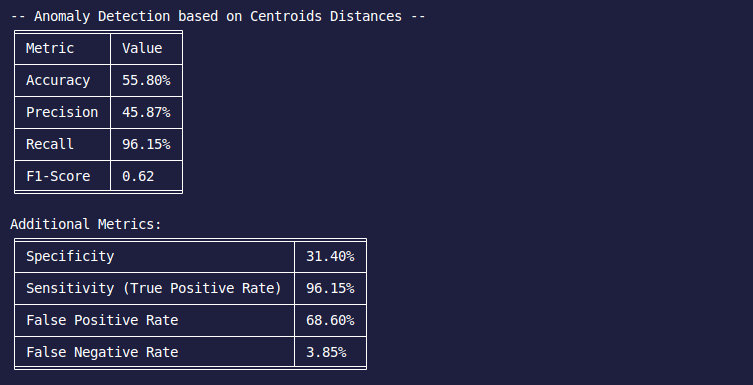 -- Anomaly Detection based on Centroids Distances --
Metric Value
Accuracy 55.80%
Precision 45.87%
Recall 96.15%
F1-Score 0.62
Additional Metrics:
Specificity 31.40%
Sensitivity (True Positive Rate) 96.15%
False Positive Rate 68.60%
False Negative Rate 3.85%